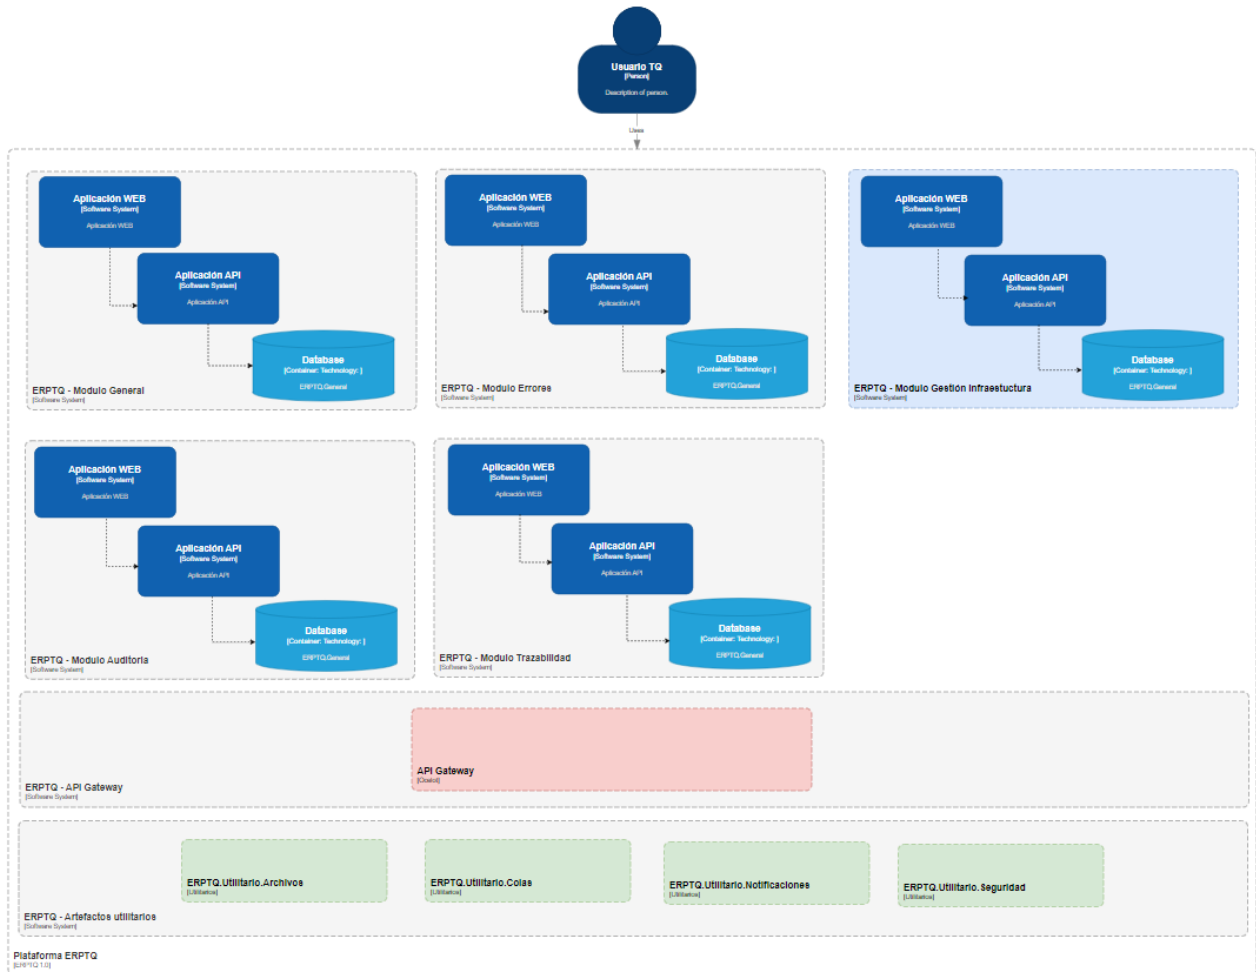 Usuario TQ
[Person]
Description of person.
Uses
Aplicación WEB
[Software System]
Aplicación WEB
Aplicación API
[Software System]
Aplicación API
Database
[Container: Technology: ]
ERPTQ.General
ERPTQ - Modulo General
[Software System]
Aplicación WEB
[Software System]
Aplicación WEB
Aplicación API
[Software System]
Aplicación API
Database
[Container: Technology: ]
ERPTQ.General
ERPTQ - Modulo Errores
[Software System]
Aplicación WEB
[Software System]
Aplicación WEB
Aplicación API
[Software System]
Aplicación API
Database
[Container: Technology: ]
ERPTQ.General
ERPTQ - Modulo Gestión Infraestuctura
[Software System]
Aplicación WEB
[Software System]
Aplicación WEB
Aplicación API
[Software System]
Aplicación API
Database
[Container: Technology: ]
ERPTQ.General
ERPTQ - Modulo Auditoria
[Software System]
Aplicación WEB
[Software System]
Aplicación WEB
Aplicación API
[Software System]
Aplicación API
Database
[Container: Technology: ]
ERPTQ.General
ERPTQ - Modulo Trazabilidad
[Software System]
API Gateway
[Ocelot]
ERPTQ - API Gateway
[Software System]
ERPTQ.Utilitario.Archivos
[Utilitarios]
ERPTQ.Utilitario.Colas
[Utilitarios]
ERPTQ.Utilitario.Notificaciones
[Utilitarios]
ERPTQ.Utilitario.Seguridad
[Utilitarios]
ERPTQ - Artefactos utilitarios
[Software System]
Plataforma ERPTQ
[ERPTQ 1.0]